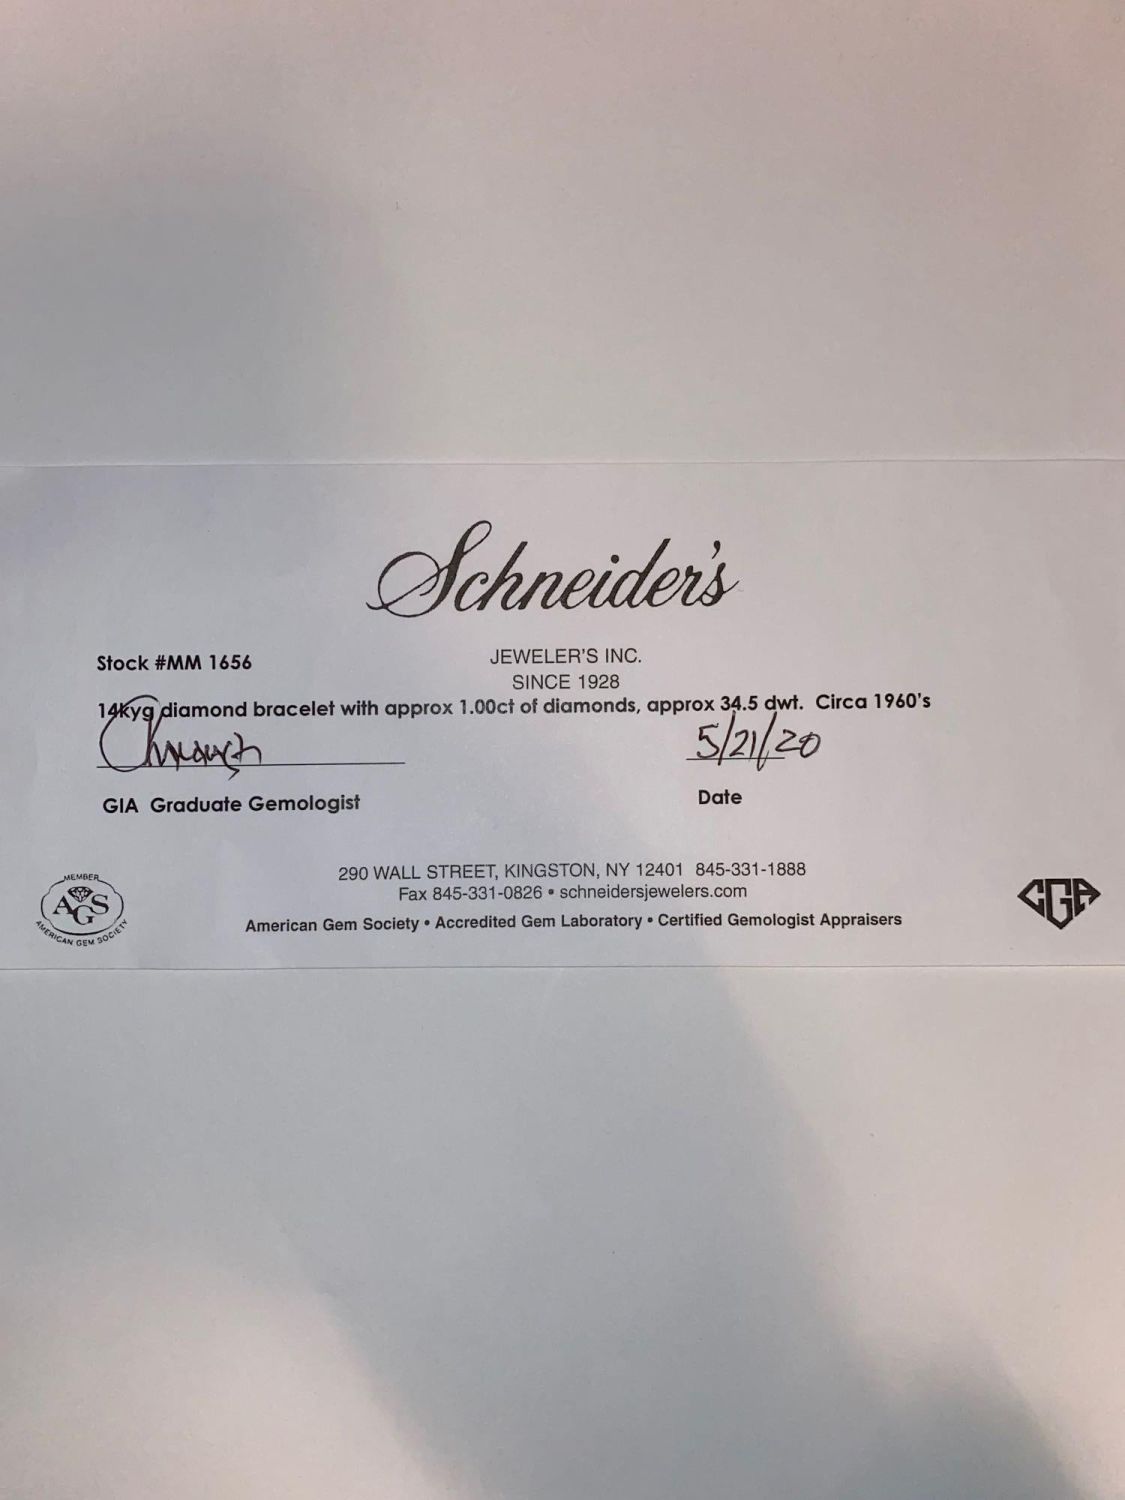 Schneider's
JEWELER'S INC.
SINCE 1928
Stock #MM 1656
14kyg diamond bracelet with approx 1.00ct of diamonds, approx 34.5 dwt.  Circa 1960's
5/21/20
GIA  Graduate Gemologist
Date
290 WALL STREET, KINGSTON, NY 12401  845-331-1888
Fax 845-331-0826 • schneidersjewelers.com
American Gem Society • Accredited Gem Laboratory • Certified Gemologist Appraisers
MEMBER
AGS
AMERICAN GEM SOCIETY
CGA